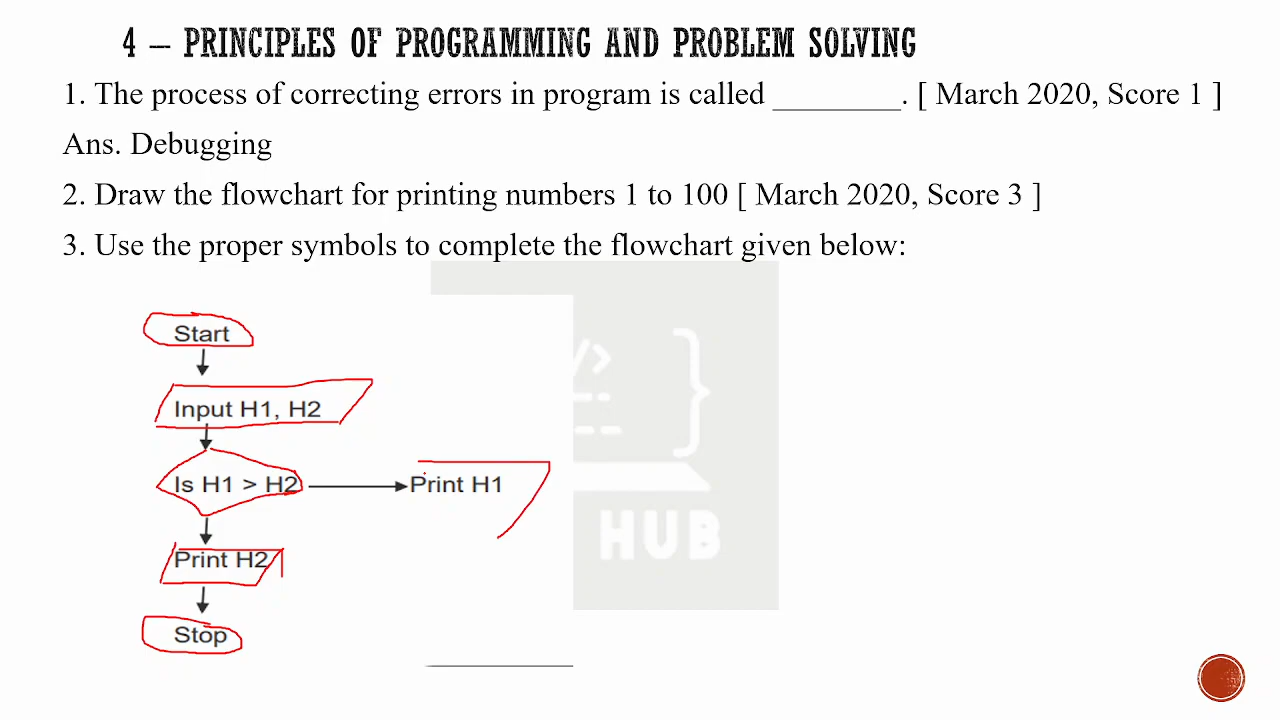 4 – PRINCIPLES OF PROGRAMMING AND PROBLEM SOLVING
1. The process of correcting errors in program is called ________. [ March 2020, Score 1 ]
Ans. Debugging
2. Draw the flowchart for printing numbers 1 to 100 [ March 2020, Score 3 ]
3. Use the proper symbols to complete the flowchart given below:
Start
Input H1, H2
Is H1 > H2
Print H1
Print H2
Stop
HUB